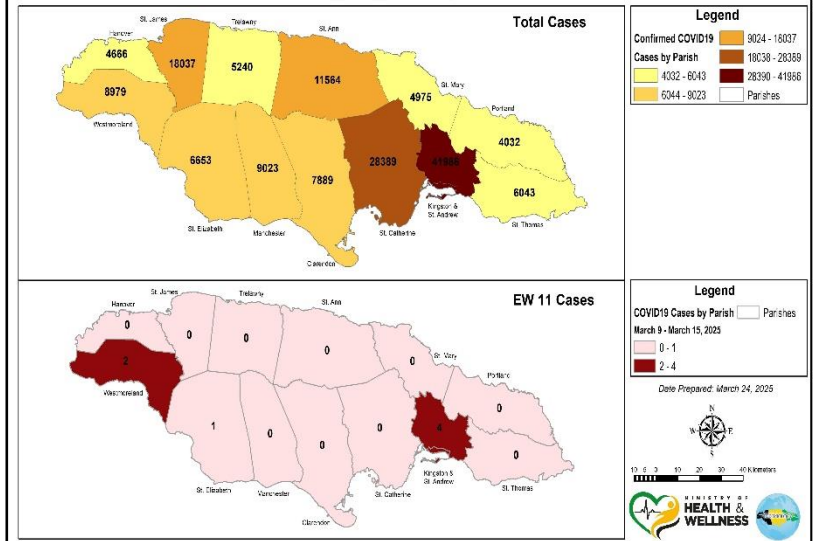 Total Cases
St. James
Trelawny
St. Ann
Hanover
4666
18037
5240
11564
St. Mary
4975
Portland
8979
Westmoreland
4032
6653
9023
7889
28389
41966
6043
Kingston &
St. Andrew
St. Thomas
St. Elizabeth
Manchester
St. Catherine
Clarendon
Legend
Confirmed COVID19
Cases by Parish
4032 - 6043
6044 - 9023
9024 - 18037
18038 - 28389
28390 - 41966
Parishes
EW 11 Cases
St. James
Trelawny
St. Ann
Hanover
0
0
0
0
St. Mary
0
Portland
2
Westmoreland
0
1
0
0
0
4
0
Kingston &
St. Andrew
St. Thomas
St. Elizabeth
Manchester
St. Catherine
Clarendon
Legend
COVID19 Cases by Parish
Parishes
March 9 - March 15, 2025
0 - 1
2 - 4
Date Prepared: March 24, 2025
N
W
E
S
10 5 0 10 20 30 40 Kilometers
MINISTRY OF
HEALTH &
WELLNESS